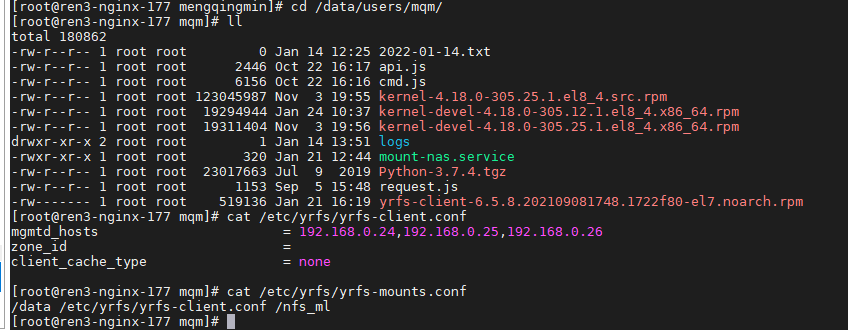 [root@ren3-nginx-177 mengqingmin]# cd /data/users/mqm/
[root@ren3-nginx-177 mqm]# ll
total 180862
-rw-r--r-- 1 root root         0 Jan 14 12:25 2022-01-14.txt
-rw-r--r-- 1 root root      2446 Oct 22 16:17 api.js
-rw-r--r-- 1 root root      6156 Oct 22 16:16 cmd.js
-rw-r--r-- 1 root root 123045987 Nov  3 19:55 kernel-4.18.0-305.25.1.el8_4.src.rpm
-rw-r--r-- 1 root root  19294944 Jan 24 10:37 kernel-devel-4.18.0-305.12.1.el8_4.x86_64.rpm
-rw-r--r-- 1 root root  19311404 Nov  3 19:56 kernel-devel-4.18.0-305.25.1.el8_4.x86_64.rpm
drwxr-xr-x 2 root root         1 Jan 14 13:51 logs
-rwxr-xr-x 1 root root       320 Jan 21 12:44 mount-nas.service
-rw-r--r-- 1 root root  23017663 Jul  9  2019 Python-3.7.4.tgz
-rw-r--r-- 1 root root      1153 Sep  5 15:48 request.js
-rw------- 1 root root    519136 Jan 21 16:19 yrfs-client-6.5.8.202109081748.1722f80-el7.noarch.rpm
[root@ren3-nginx-177 mqm]# cat /etc/yrfs/yrfs-client.conf
mgmtd_hosts                     = 192.168.0.24,192.168.0.25,192.168.0.26
zone_id                         =
client_cache_type               = none
[root@ren3-nginx-177 mqm]# cat /etc/yrfs/yrfs-mounts.conf
/data /etc/yrfs/yrfs-client.conf /nfs_ml
[root@ren3-nginx-177 mqm]#